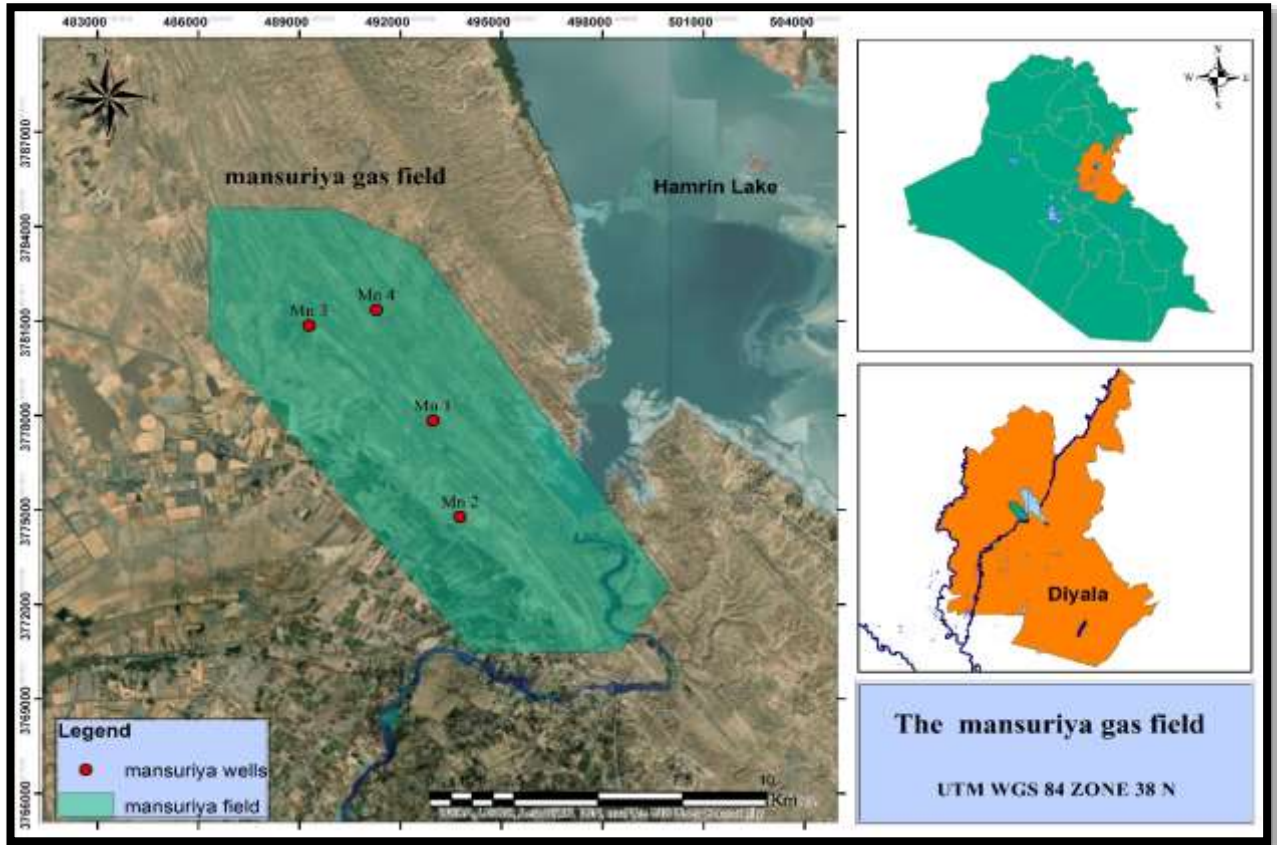 483000 486000 489000 492000 495000 498000 501000 504000
3787000
3784000
3781000
3778000
3775000
3772000
3769000
3766000
mansuriya gas field
Hamrin Lake
Mn 4
Mn 3
Mn 1
Mn 2
Legend
mansuriya wells
mansuriya field
10
Km
N
W E
S
Diyala
The mansuriya gas field
UTM WGS 84 ZONE 38 N